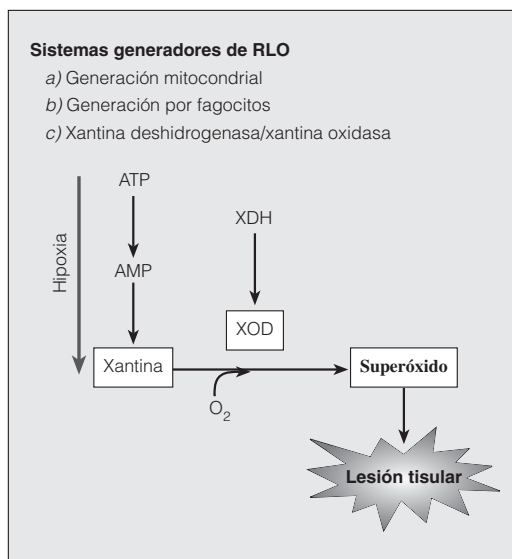 Sistemas generadores de RLO
a) Generación mitocondrial
b) Generación por fagocitos
c) Xantina deshidrogenasa/xantina oxidasa
Hipoxia
ATP
XDH
AMP
XOD
Xantina
Superóxido
O2
Lesión tisular